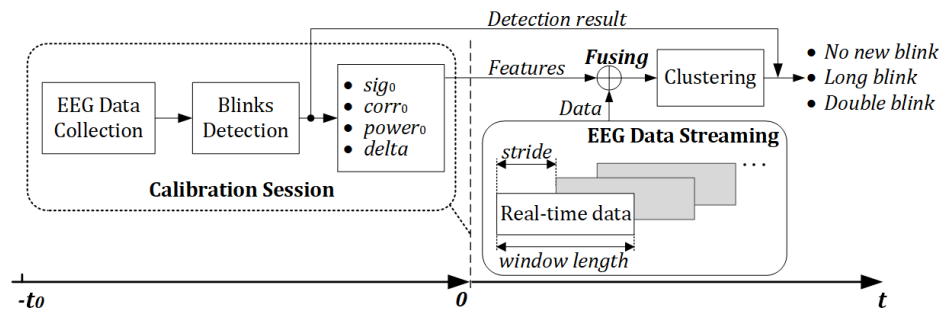 Detection result
Features
Fusing
Data
EEG Data
Collection
Blinks
Detection
• sig₀
• corr₀
• power₀
• delta
Calibration Session
Clustering
• No new blink
• Long blink
• Double blink
EEG Data Streaming
stride
...
Real-time data
window length
-t₀
0
t